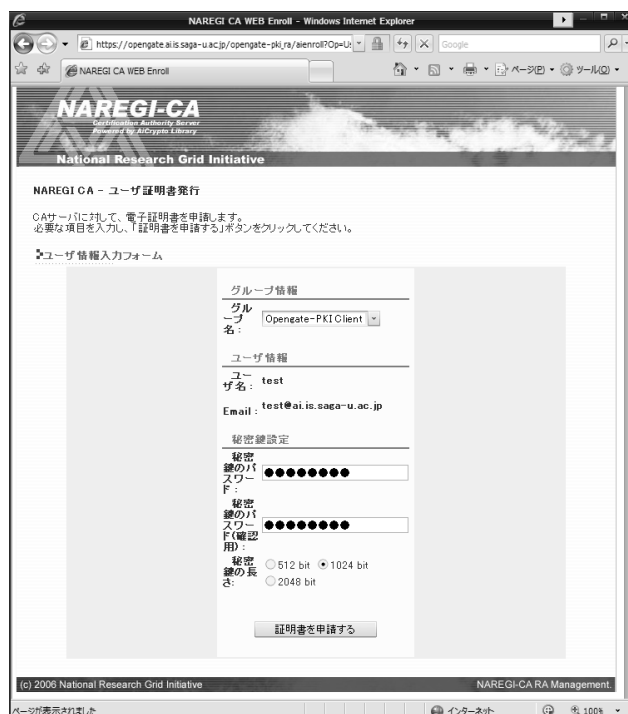 NAREGI CA WEB Enroll - Windows Internet Explorer
https://opengate.ai.is.saga-u.ac.jp/opengate-pki_ra/aienroll?Op=U
Google
NAREGI CA WEB Enroll
ページ(P)
ツール(O)
NAREGI-CA
Certification Authority Server
Powered by AiCrypto Library
National Research Grid Initiative
NAREGI CA - ユーザ証明書発行
CAサーバに対して、電子証明書を申請します。
必要な項目を入力し、「証明書を申請する」ボタンをクリックしてください。
ユーザ情報入力フォーム
グループ情報
グル
ープ
名:
Opengate-PKI Client
ユーザ情報
ユー
ザ名: test
Email: test@ai.is.saga-u.ac.jp
秘密鍵設定
秘密
鍵のパ
スワー
ド:
●●●●●●●●
秘密
鍵のパ
スワー
ド(確認
用):
●●●●●●●●
秘密
鍵の長
さ:
512 bit 1024 bit
2048 bit
証明書を申請する
(c) 2006 National Research Grid Initiative
NAREGI-CA RA Management.
ページが表示されました
インターネット
100%